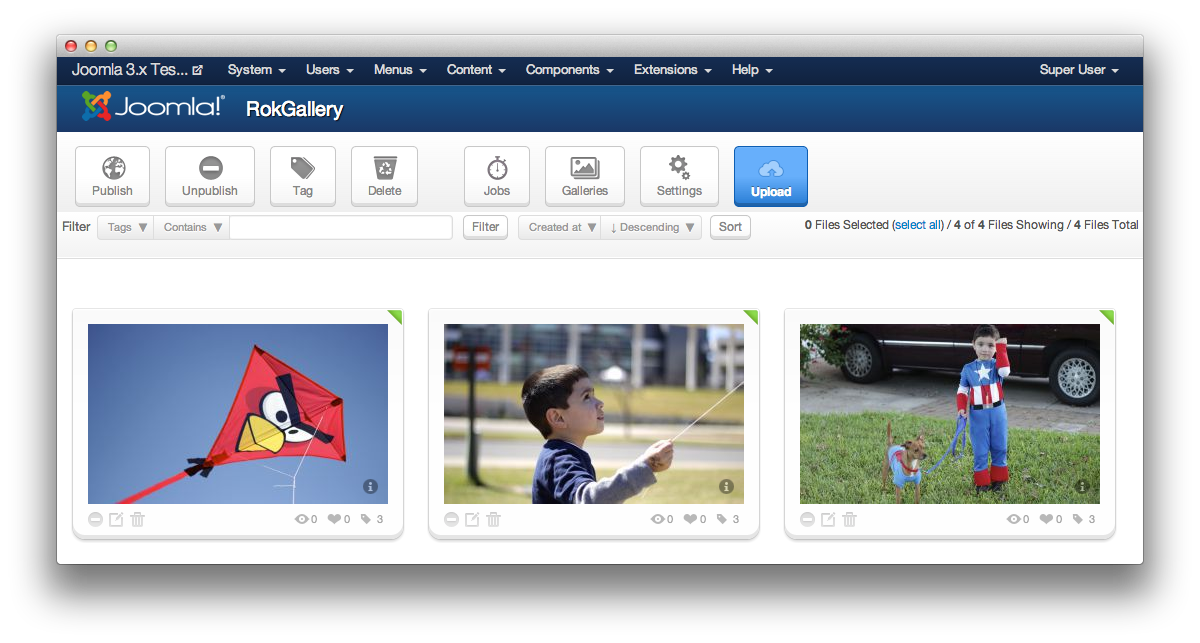 Joomla 3.x Tes... System Users Menus Content Components Extensions Help Super User
Joomla!® RokGallery
Publish Unpublish Tag Delete Jobs Galleries Settings Upload
Filter Tags Contains Filter Created at ↓ Descending Sort 0 Files Selected (select all) / 4 of 4 Files Showing / 4 Files Total
0 0 3 0 0 3 0 0 3